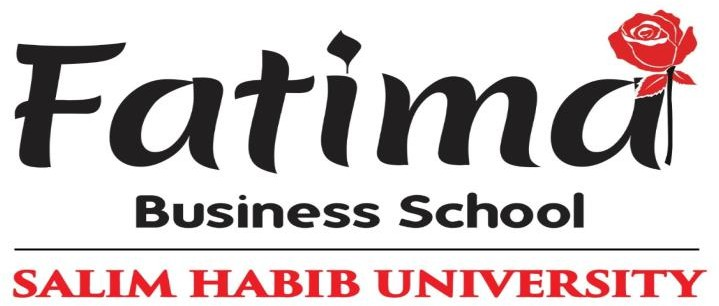 Fatima
Business School
SALIM HABIB UNIVERSITY